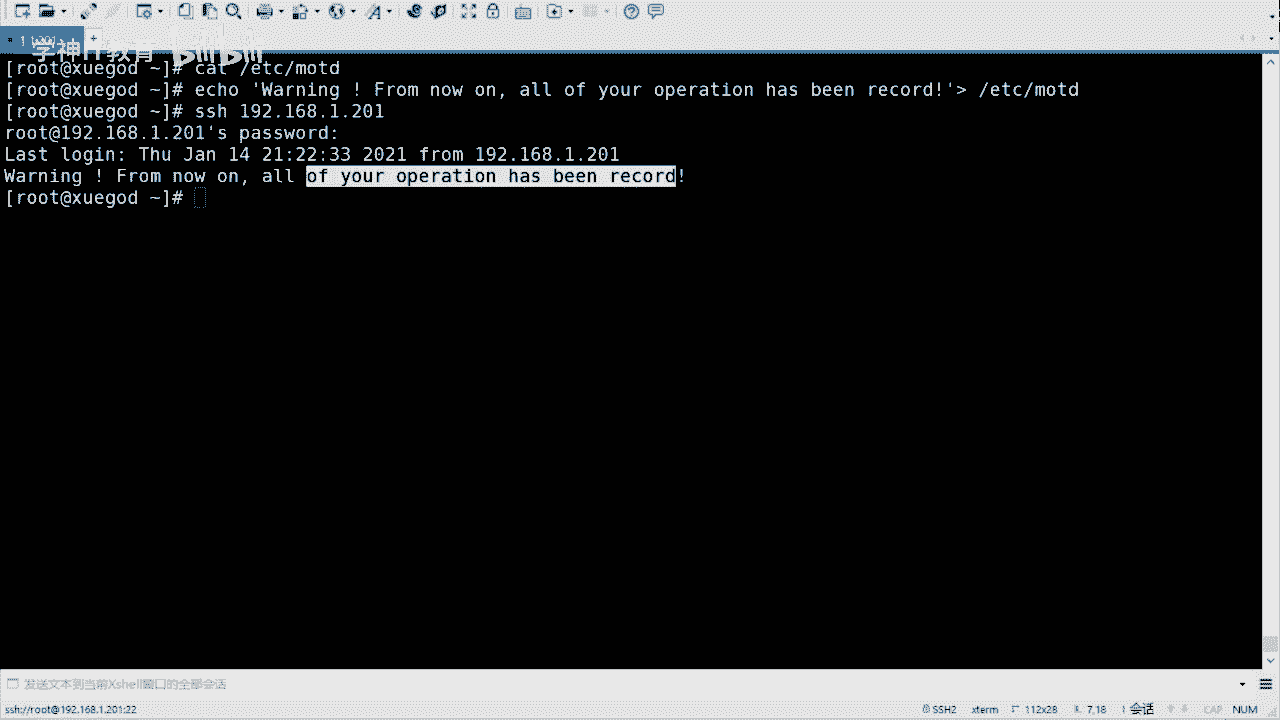 1 1.201
+
学神IT教育 bilibili
[root@xuegod ~]# cat /etc/motd
[root@xuegod ~]# echo 'Warning ! From now on, all of your operation has been record!'> /etc/motd
[root@xuegod ~]# ssh 192.168.1.201
root@192.168.1.201's password:
Last login: Thu Jan 14 21:22:33 2021 from 192.168.1.201
Warning ! From now on, all of your operation has been record!
[root@xuegod ~]#
发送文本到当前Xshell窗口的全部会话
ssh://root@192.168.1.201:22 SSH2 xterm 112x28 7,18 1 会话 CAP NUM